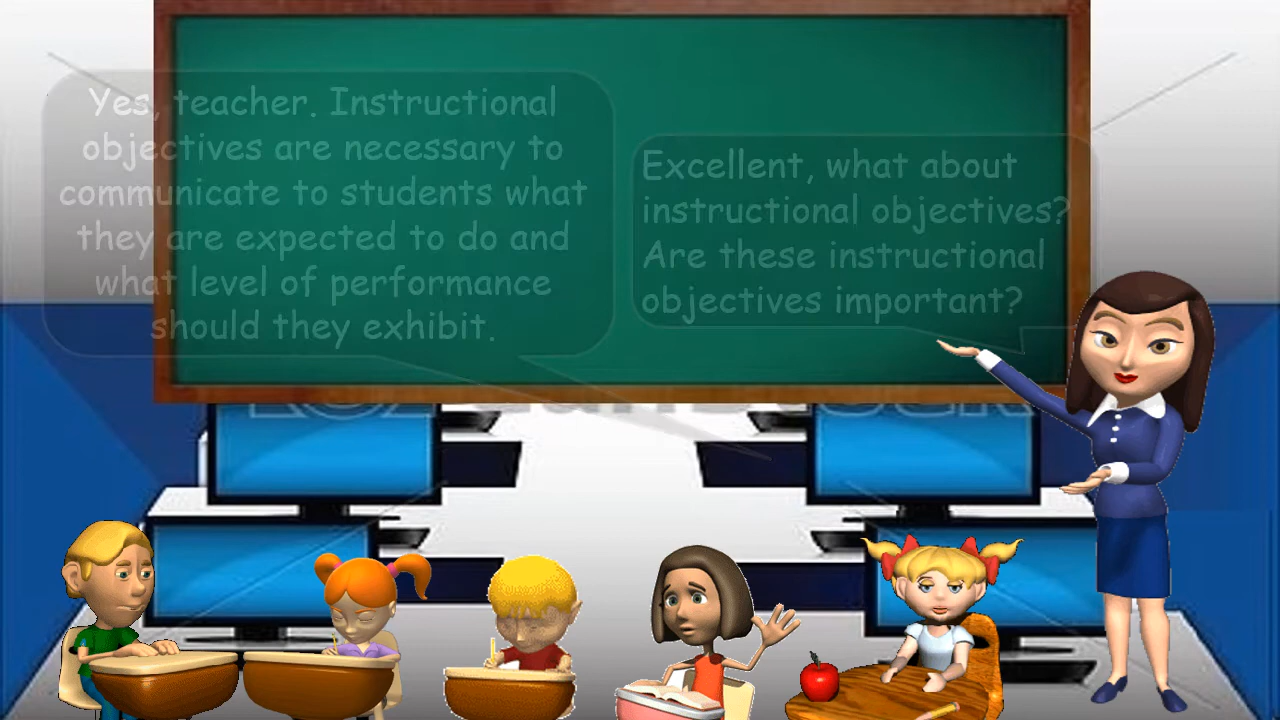 Yes, teacher. Instructional
objectives are necessary to
communicate to students what
they are expected to do and
what level of performance
should they exhibit.
Excellent, what about
instructional objectives?
Are these instructional
objectives important?